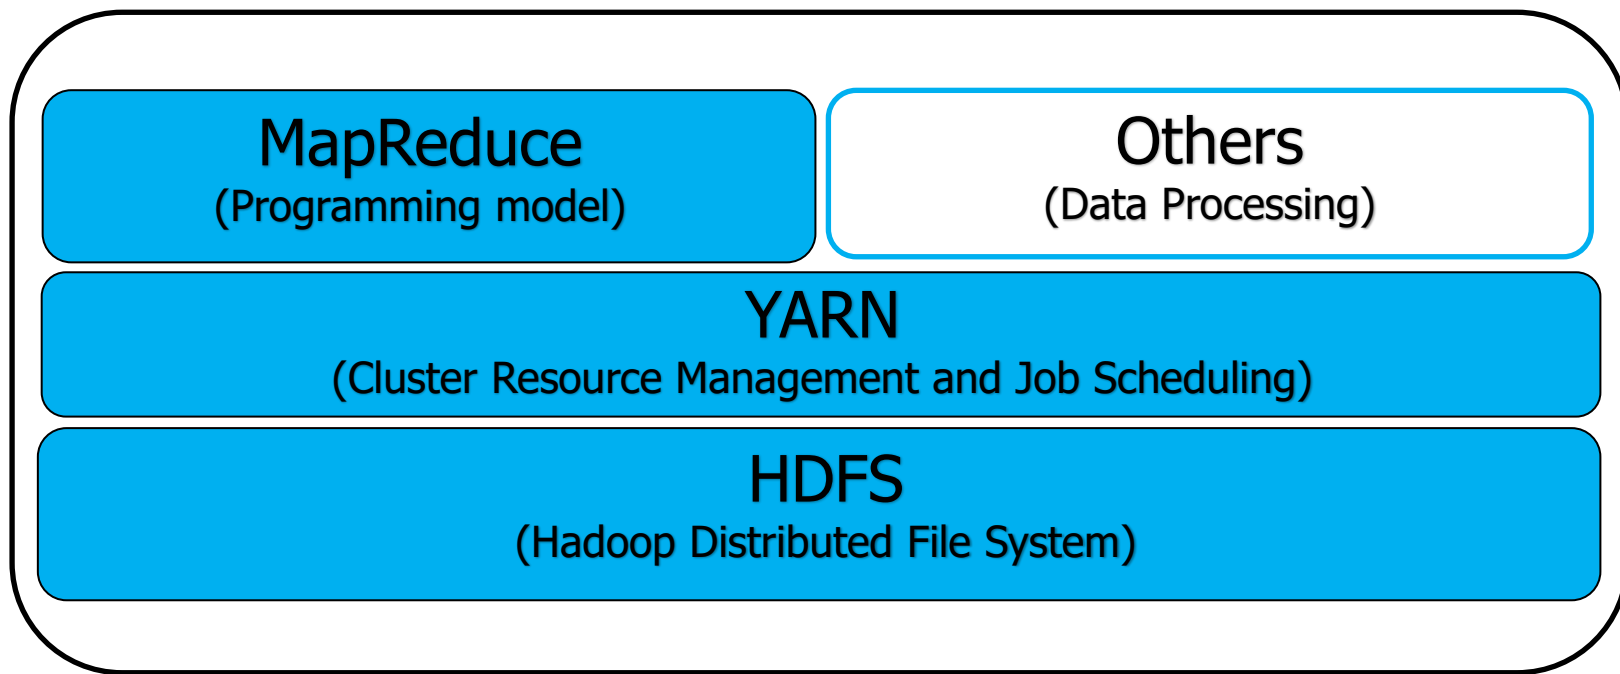 MapReduce
(Programming model)
Others
(Data Processing)
YARN
(Cluster Resource Management and Job Scheduling)
HDFS
(Hadoop Distributed File System)